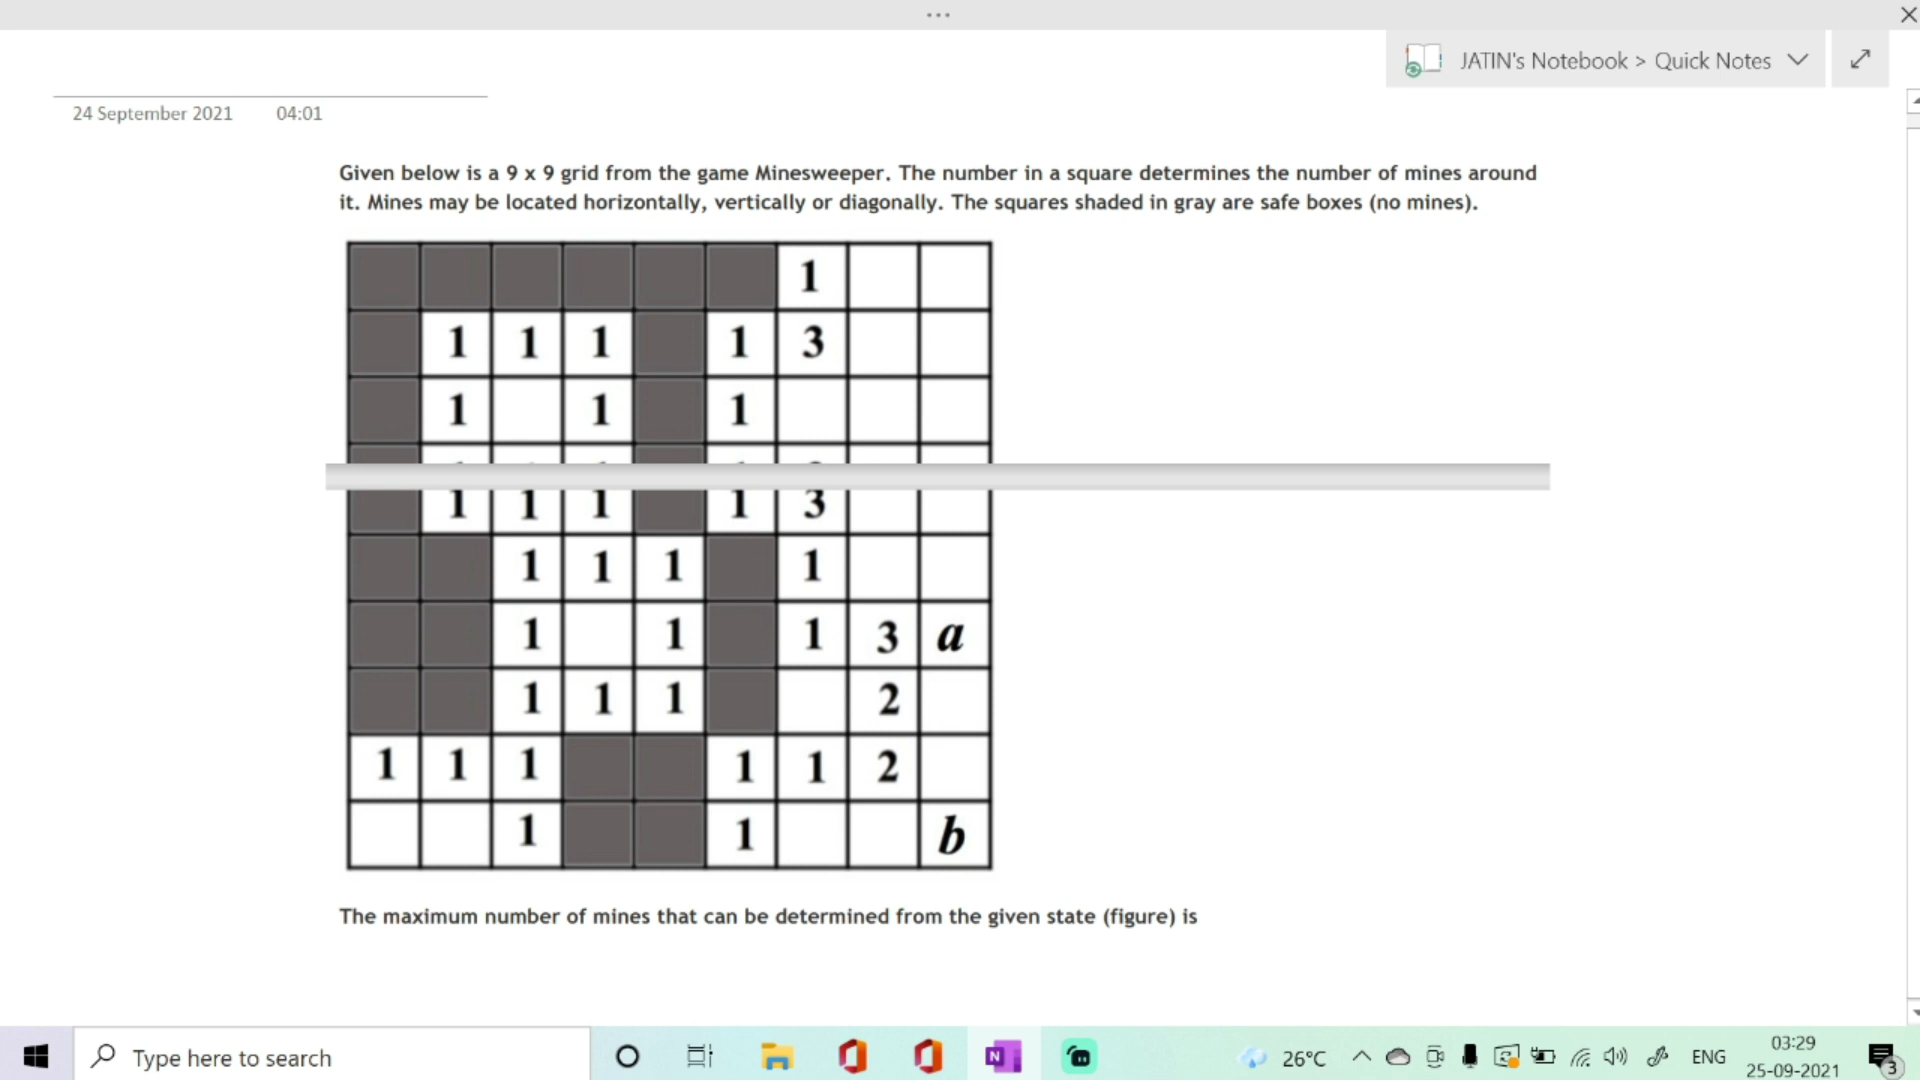 JATIN's Notebook > Quick Notes
24 September 2021 04:01
Given below is a 9 x 9 grid from the game Minesweeper. The number in a square determines the number of mines around
it. Mines may be located horizontally, vertically or diagonally. The squares shaded in gray are safe boxes (no mines).
1
1 1 1 1 3
1 1 1
1 1 1 1 3
1 1 1 1
1 1 1 3 a
1 1 1 2
1 1 1 1 1 2
1 1 b
The maximum number of mines that can be determined from the given state (figure) is
Type here to search
N
26°C
ENG
03:29
25-09-2021
3